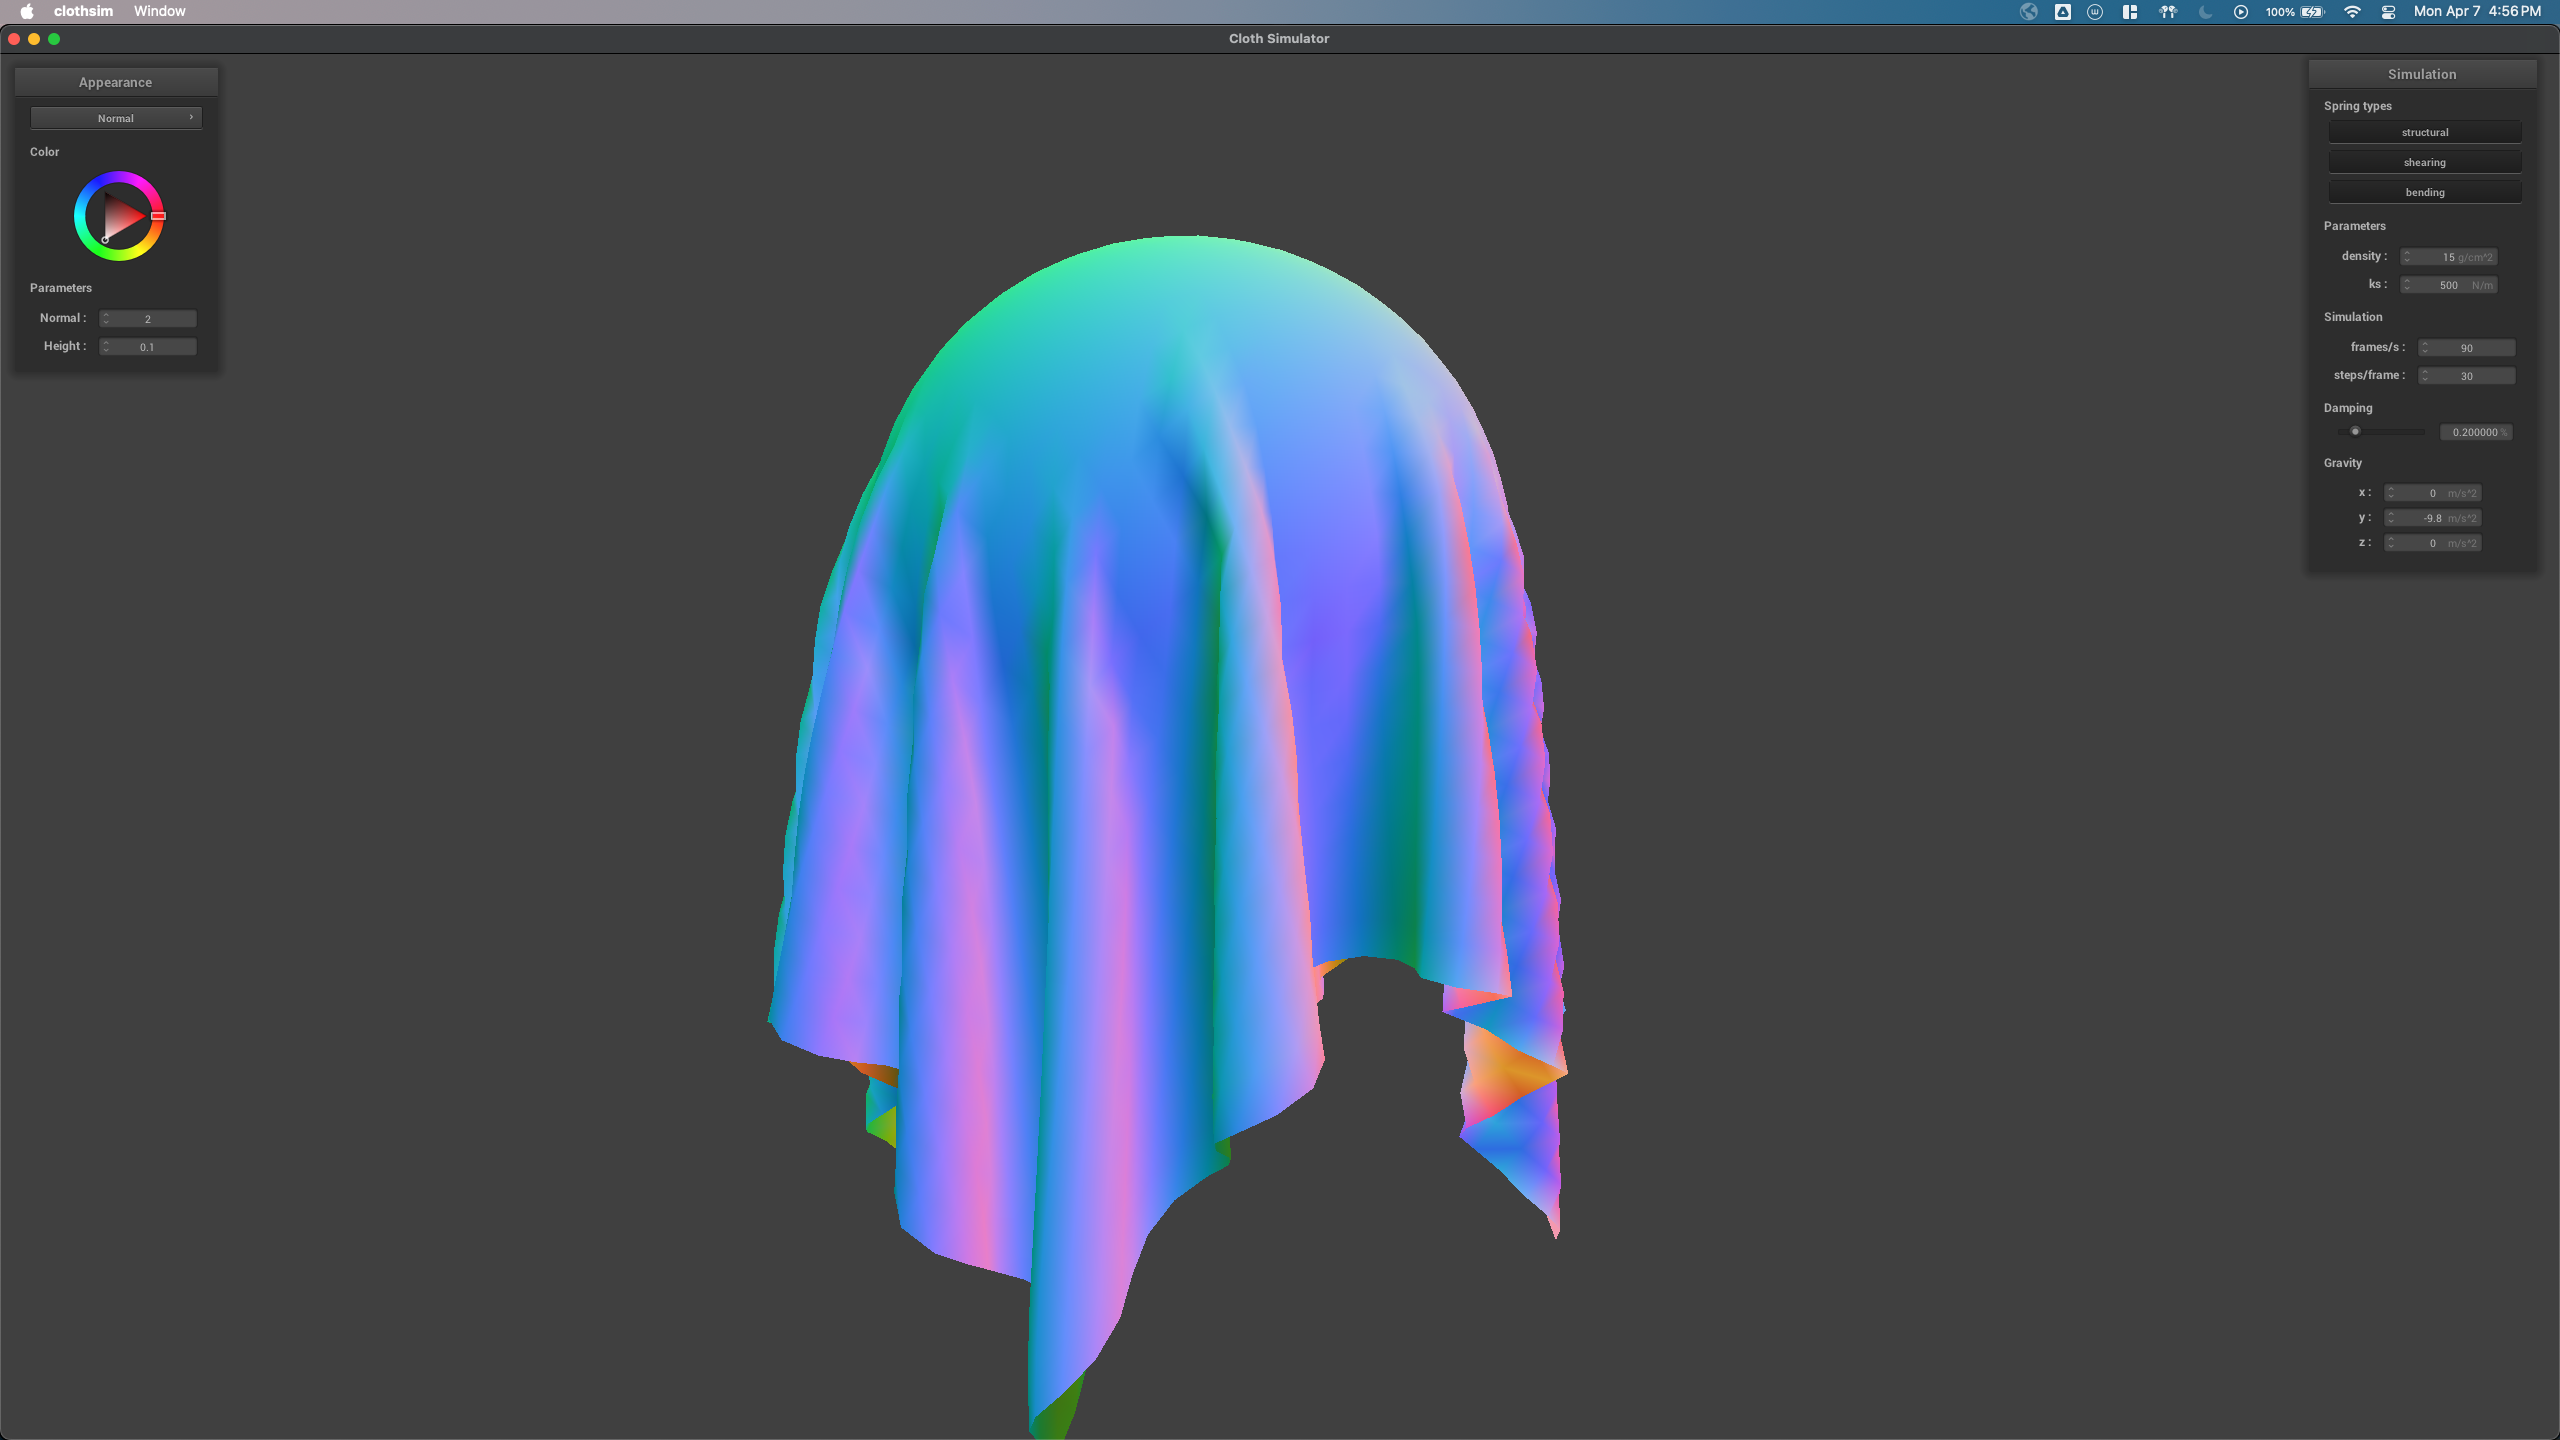 clothsim Window 100% Mon Apr 7 4:56 PM
Cloth Simulator
Appearance
Normal
Color
Parameters
Normal : 2
Height : 0.1
Simulation
Spring types
structural
shearing
bending
Parameters
density : 15 g/cm^2
ks : 500 N/m
Simulation
frames/s : 90
steps/frame : 30
Damping
0.200000 %
Gravity
x : 0 m/s^2
y : -9.8 m/s^2
z : 0 m/s^2